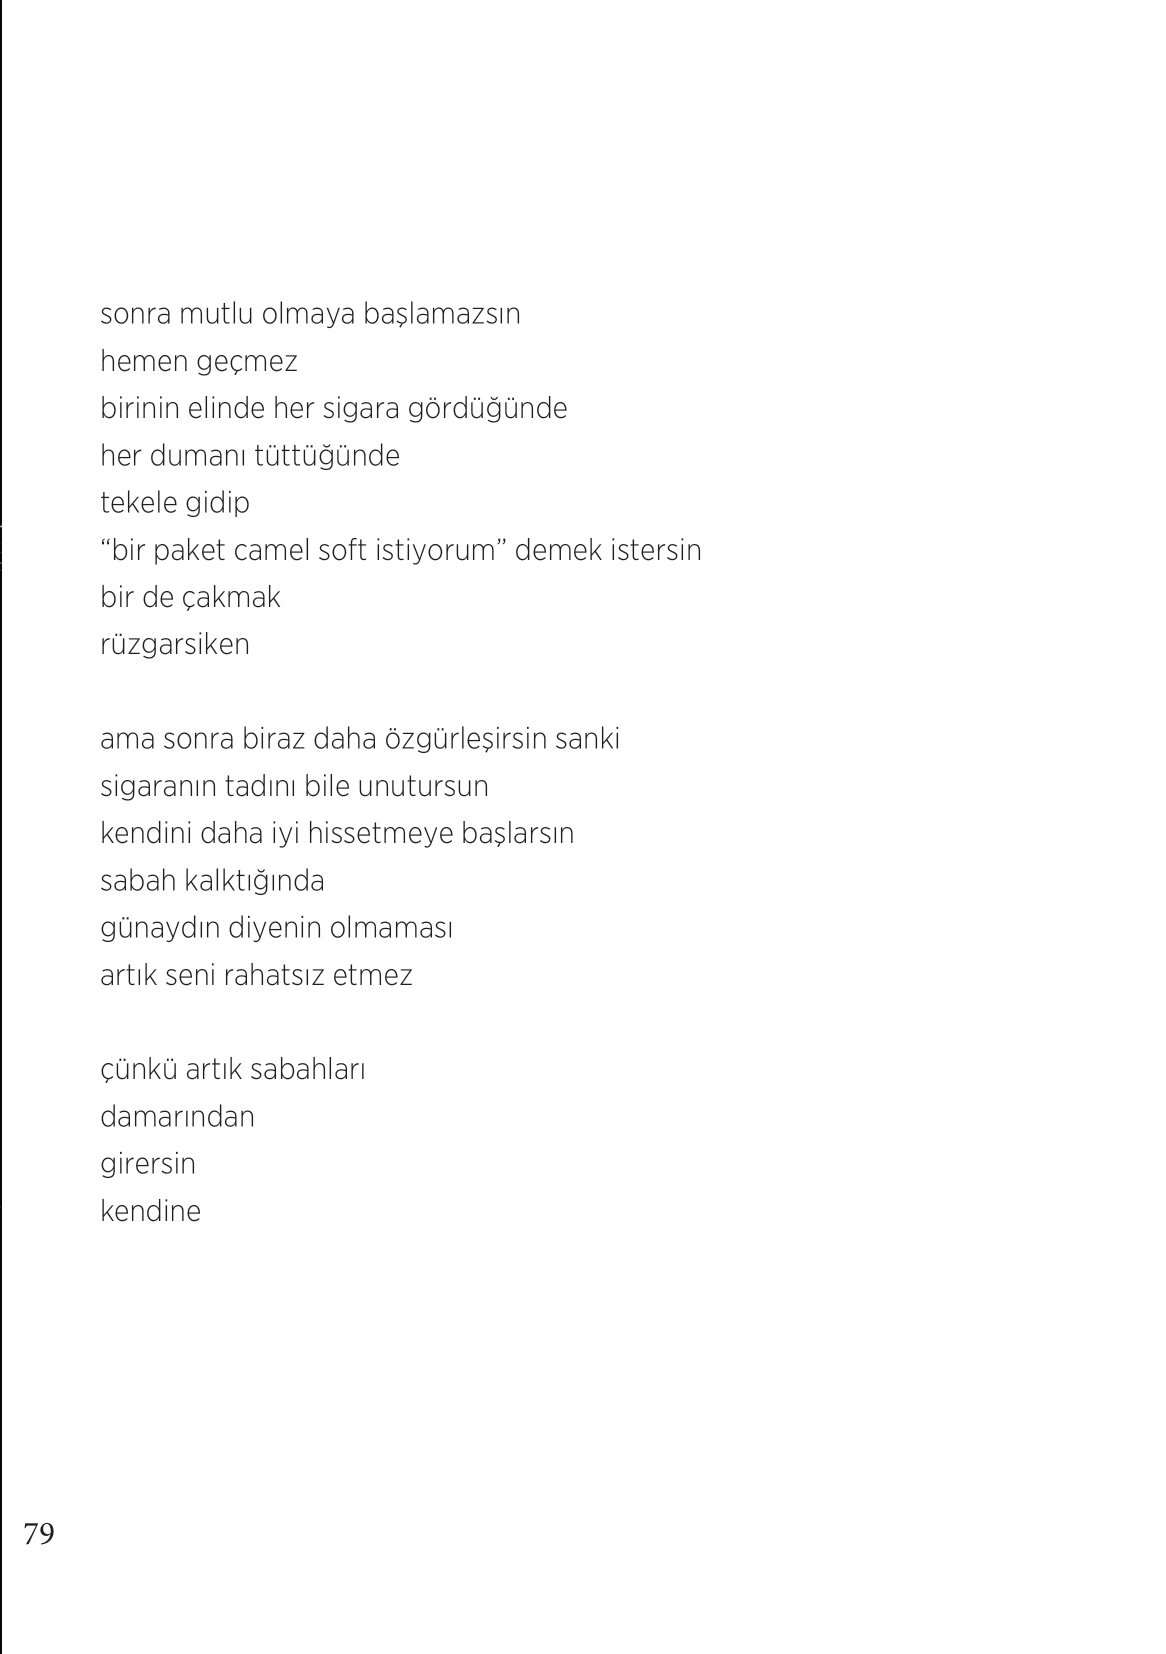 sonra mutlu olmaya başlamazsın
hemen geçmez
birinin elinde her sigara gördüğünde
her dumanı tüttüğünde
tekele gidip
“bir paket camel soft istiyorum” demek istersin
bir de çakmak
rüzgarsiken

ama sonra biraz daha özgürleşirsin sanki
sigaranın tadını bile unutursun
kendini daha iyi hissetmeye başlarsın
sabah kalktığında
günaydın diyenin olmaması
artık seni rahatsız etmez

çünkü artık sabahları
damarından
girersin
kendine

79